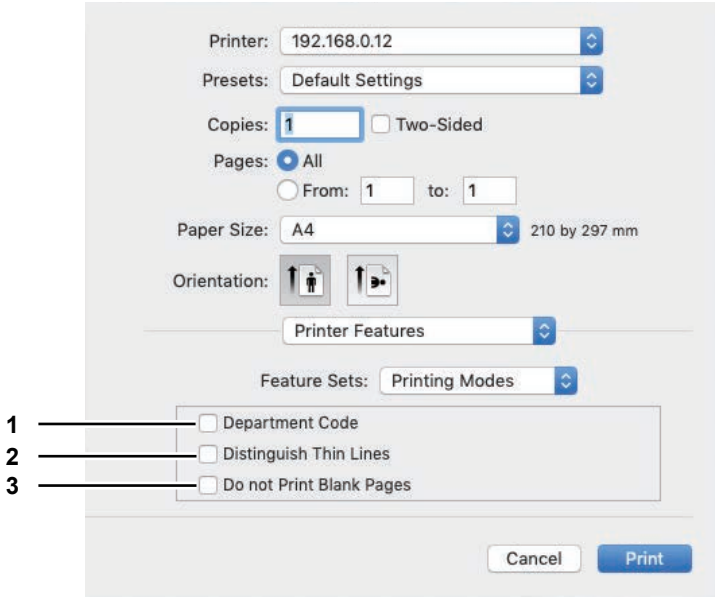 Printer: 192.168.0.12
Presets: Default Settings
Copies: 1 Two-Sided
Pages: All
From: 1 to: 1
Paper Size: A4 210 by 297 mm
Orientation:
Printer Features
Feature Sets: Printing Modes
1 Department Code
2 Distinguish Thin Lines
3 Do not Print Blank Pages
Cancel Print